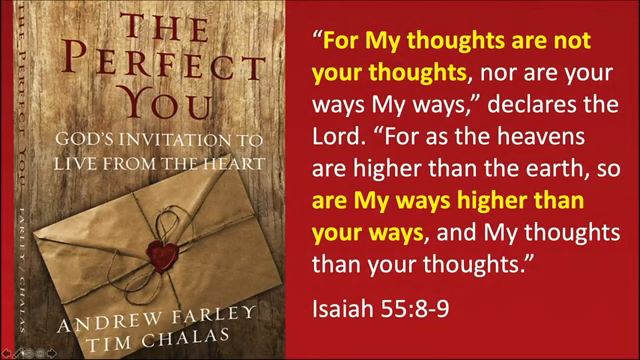 THE PERFECT YOU
FARLEY / CHALAS
THE
PERFECT
YOU
GOD'S INVITATION TO
LIVE FROM THE HEART
ANDREW FARLEY
TIM CHALAS
“For My thoughts are not
your thoughts, nor are your
ways My ways,” declares the
Lord. “For as the heavens
are higher than the earth, so
are My ways higher than
your ways, and My thoughts
than your thoughts.”
Isaiah 55:8-9